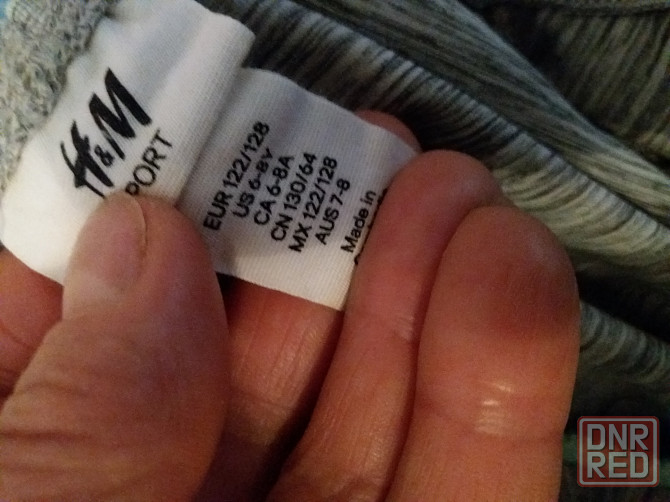 H&M
PORT
EUR 122/128
US 6-8Y
CA 6-8A
CN 130/64
MX 122/128
AUS 7-8
Made in
DNR
RED